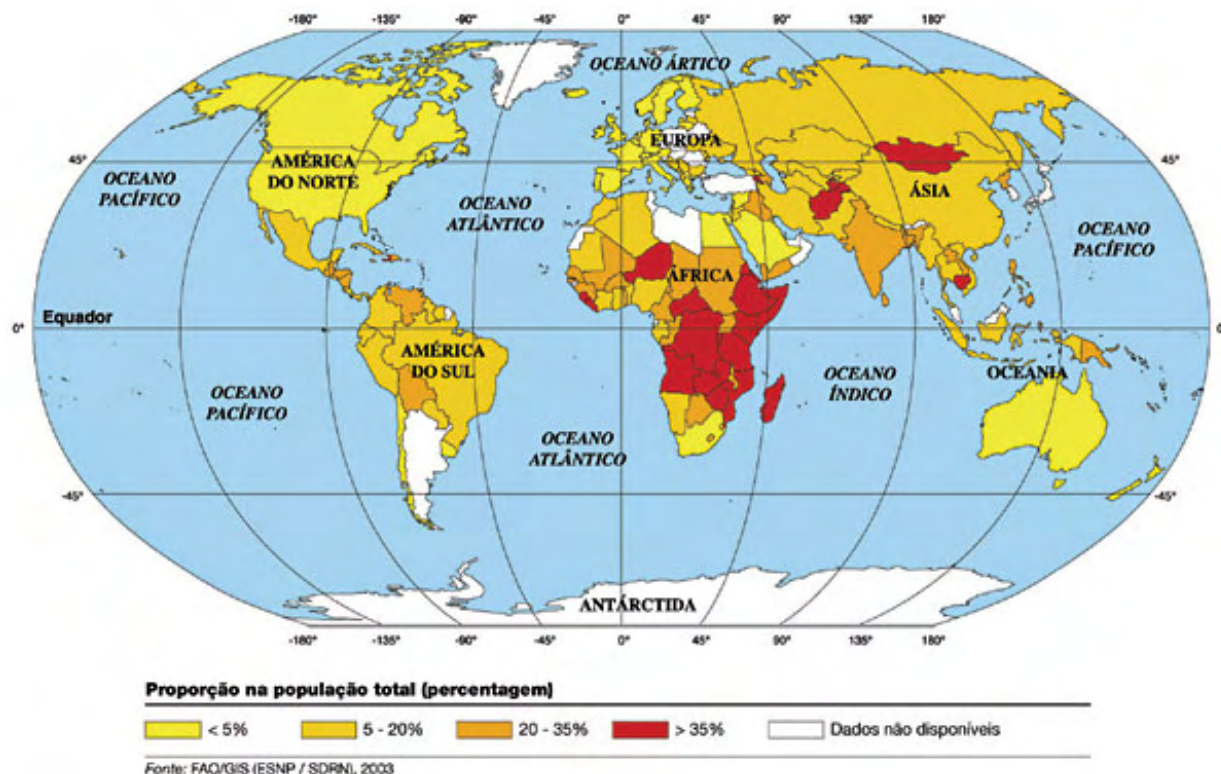 -180° -135° -90° -45° 0° 45° 90° 135° 180°
OCEANO ÁRTICO
EUROPA
45° 45°
AMÉRICA
DO NORTE
OCEANO
PACÍFICO
OCEANO
ATLÂNTICO
ÁSIA
OCEANO
PACÍFICO
ÁFRICA
Equador
0° 0
AMÉRICA
DO SUL
OCEANIA
OCEANO
PACÍFICO
OCEANO
ÍNDICO
OCEANO
ATLÂNTICO
-45° -45°
ANTÁRCTIDA
-180° -135° -90° -45° 0° 45° 90° 135° 180°
Proporção na população total (percentagem)
< 5% 5 - 20% 20 - 35% > 35% Dados não disponíveis
Fonte: FAO/GIS (ESNP / SDRN), 2003